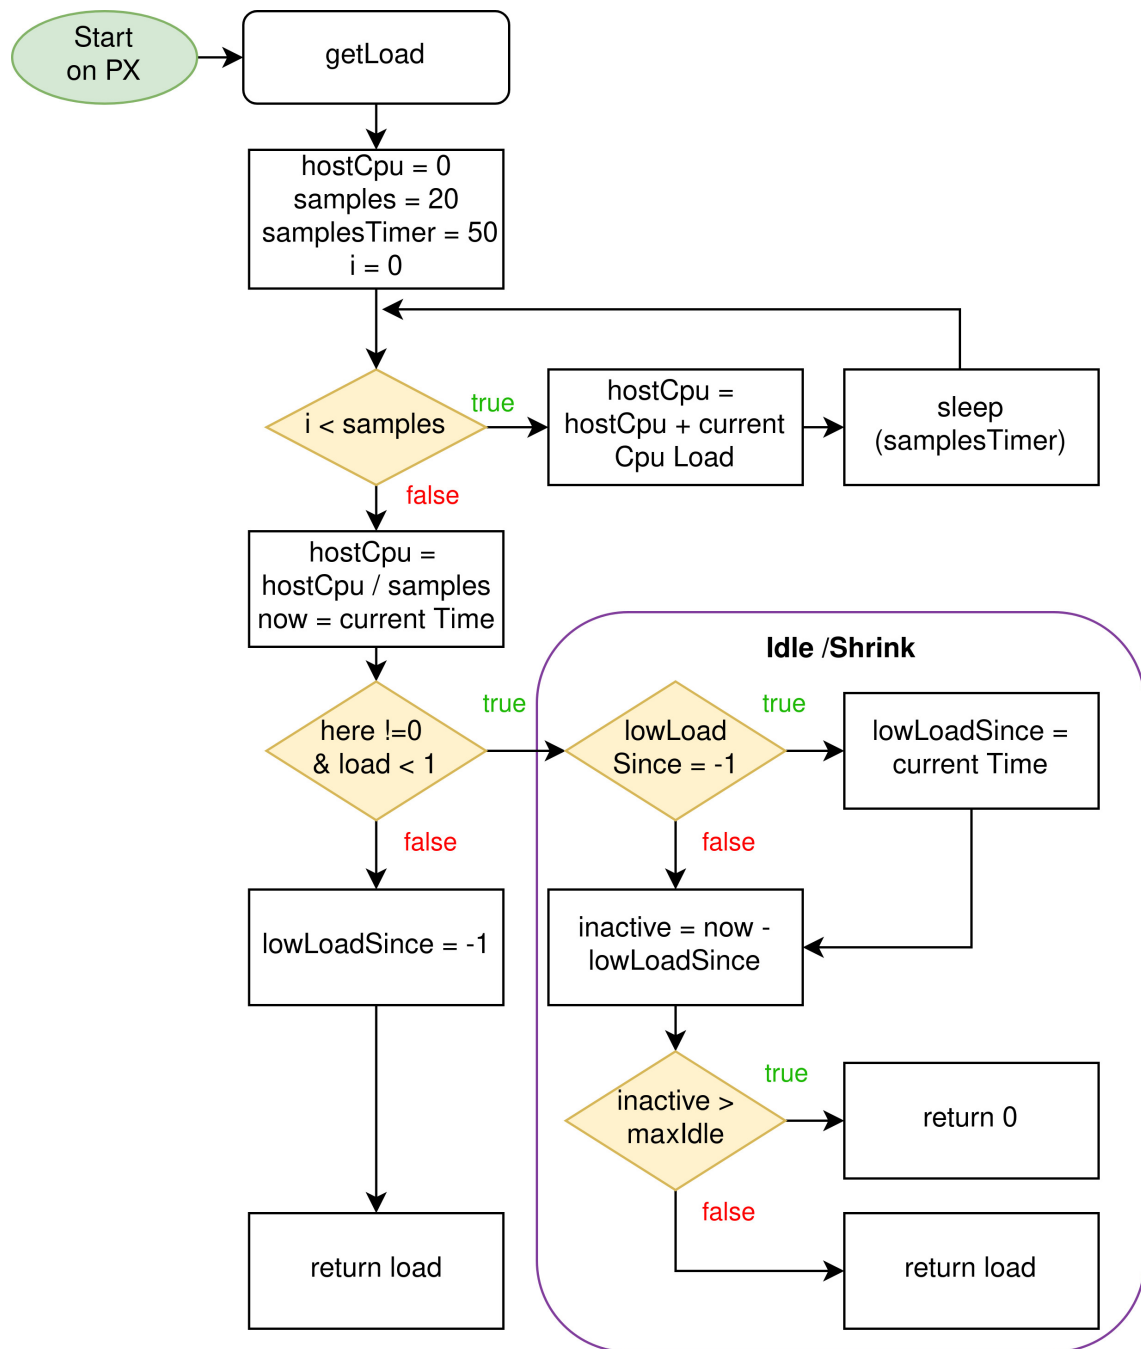 Start
on PX
getLoad
hostCpu = 0
samples = 20
samplesTimer = 50
i = 0
i < samples
true
hostCpu =
hostCpu + current
Cpu Load
sleep
(samplesTimer)
false
hostCpu =
hostCpu / samples
now = current Time
Idle /Shrink
here !=0
& load < 1
true
lowLoad
Since = -1
true
lowLoadSince =
current Time
false
false
lowLoadSince = -1
inactive = now -
lowLoadSince
inactive >
maxIdle
true
return 0
false
return load
return load